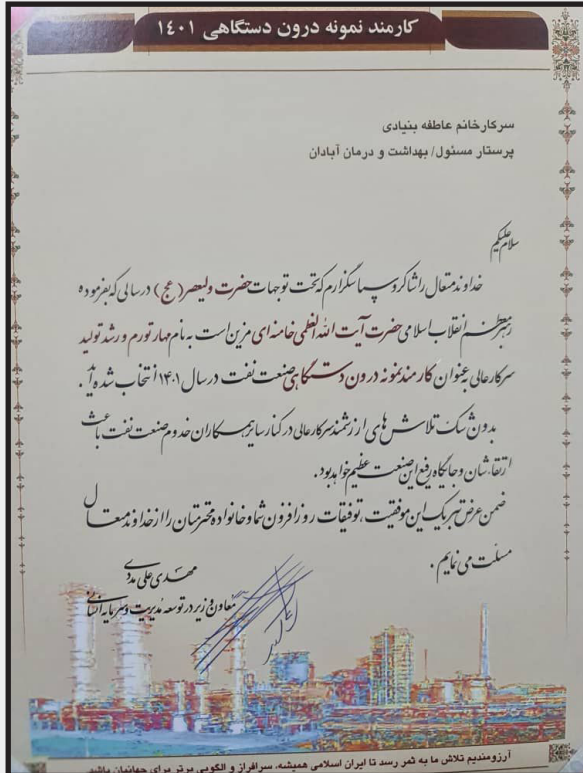 کارمند نمونه درون دستگاهی ۱۴۰۱
سرکارخانم عاطفه بنیادی
پرستار مسئول/ بهداشت و درمان آبادان
سلام علیکم
خداوند متعال را شاکر و سپاسگزارم که تحت توجهات حضرت ولیعصر (عج) در سالی که بفرموده
رهبر معظم انقلاب اسلامی حضرت آیت الله العظمی خامنه ای مزین است به نام مهار تورم و رشد تولید
سرکارعالی به عنوان کارمند نمونه درون دستگاهی صنعت نفت در سال ۱۴۰۱ انتخاب شده اید.
بدون شک تلاش های ارزشمند سرکارعالی در کنار سایر همکاران خدوم صنعت نفت باعث
ارتقاء شان و جایگاه رفیع این صنعت عظیم خواهد بود.
ضمن عرض تبریک این موفقیت، توفیقات روز افزون شما و خانواده محترمتان را از خداوند متعال
مسئلت می نمایم.
مهدی علی مددی
معاون وزیر در توسعه مدیریت و سرمایه انسانی
آرزومندیم تلاش ما به ثمر رسد تا ایران اسلامی همیشه، سرافراز و الگویی برتر برای جهانیان باشد